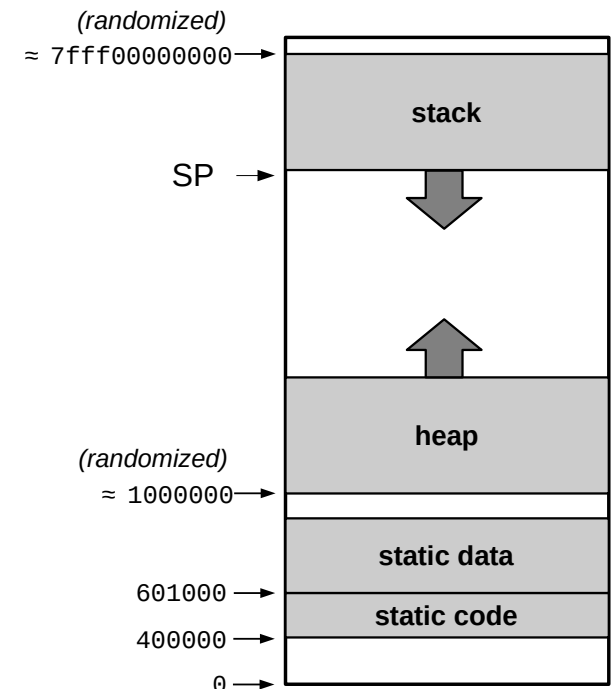 (randomized)
≈ 7fff00000000
stack
SP
heap
(randomized)
≈ 1000000
static data
601000
static code
400000
0